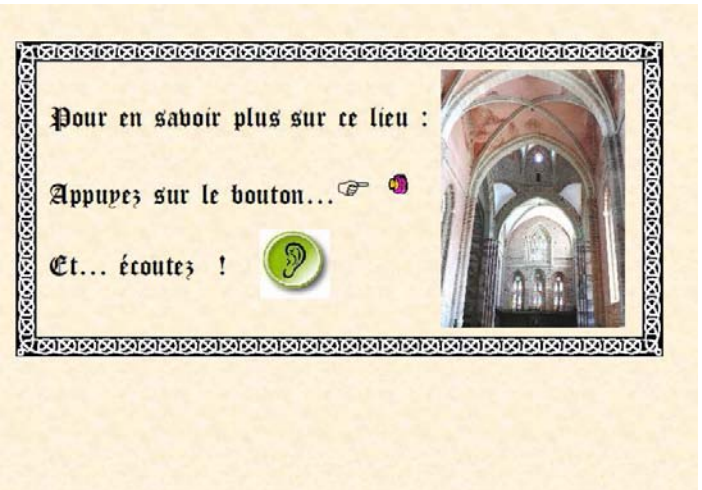 Pour en savoir plus sur ce lieu :
Appuyez sur le bouton...
Et... écoutez !